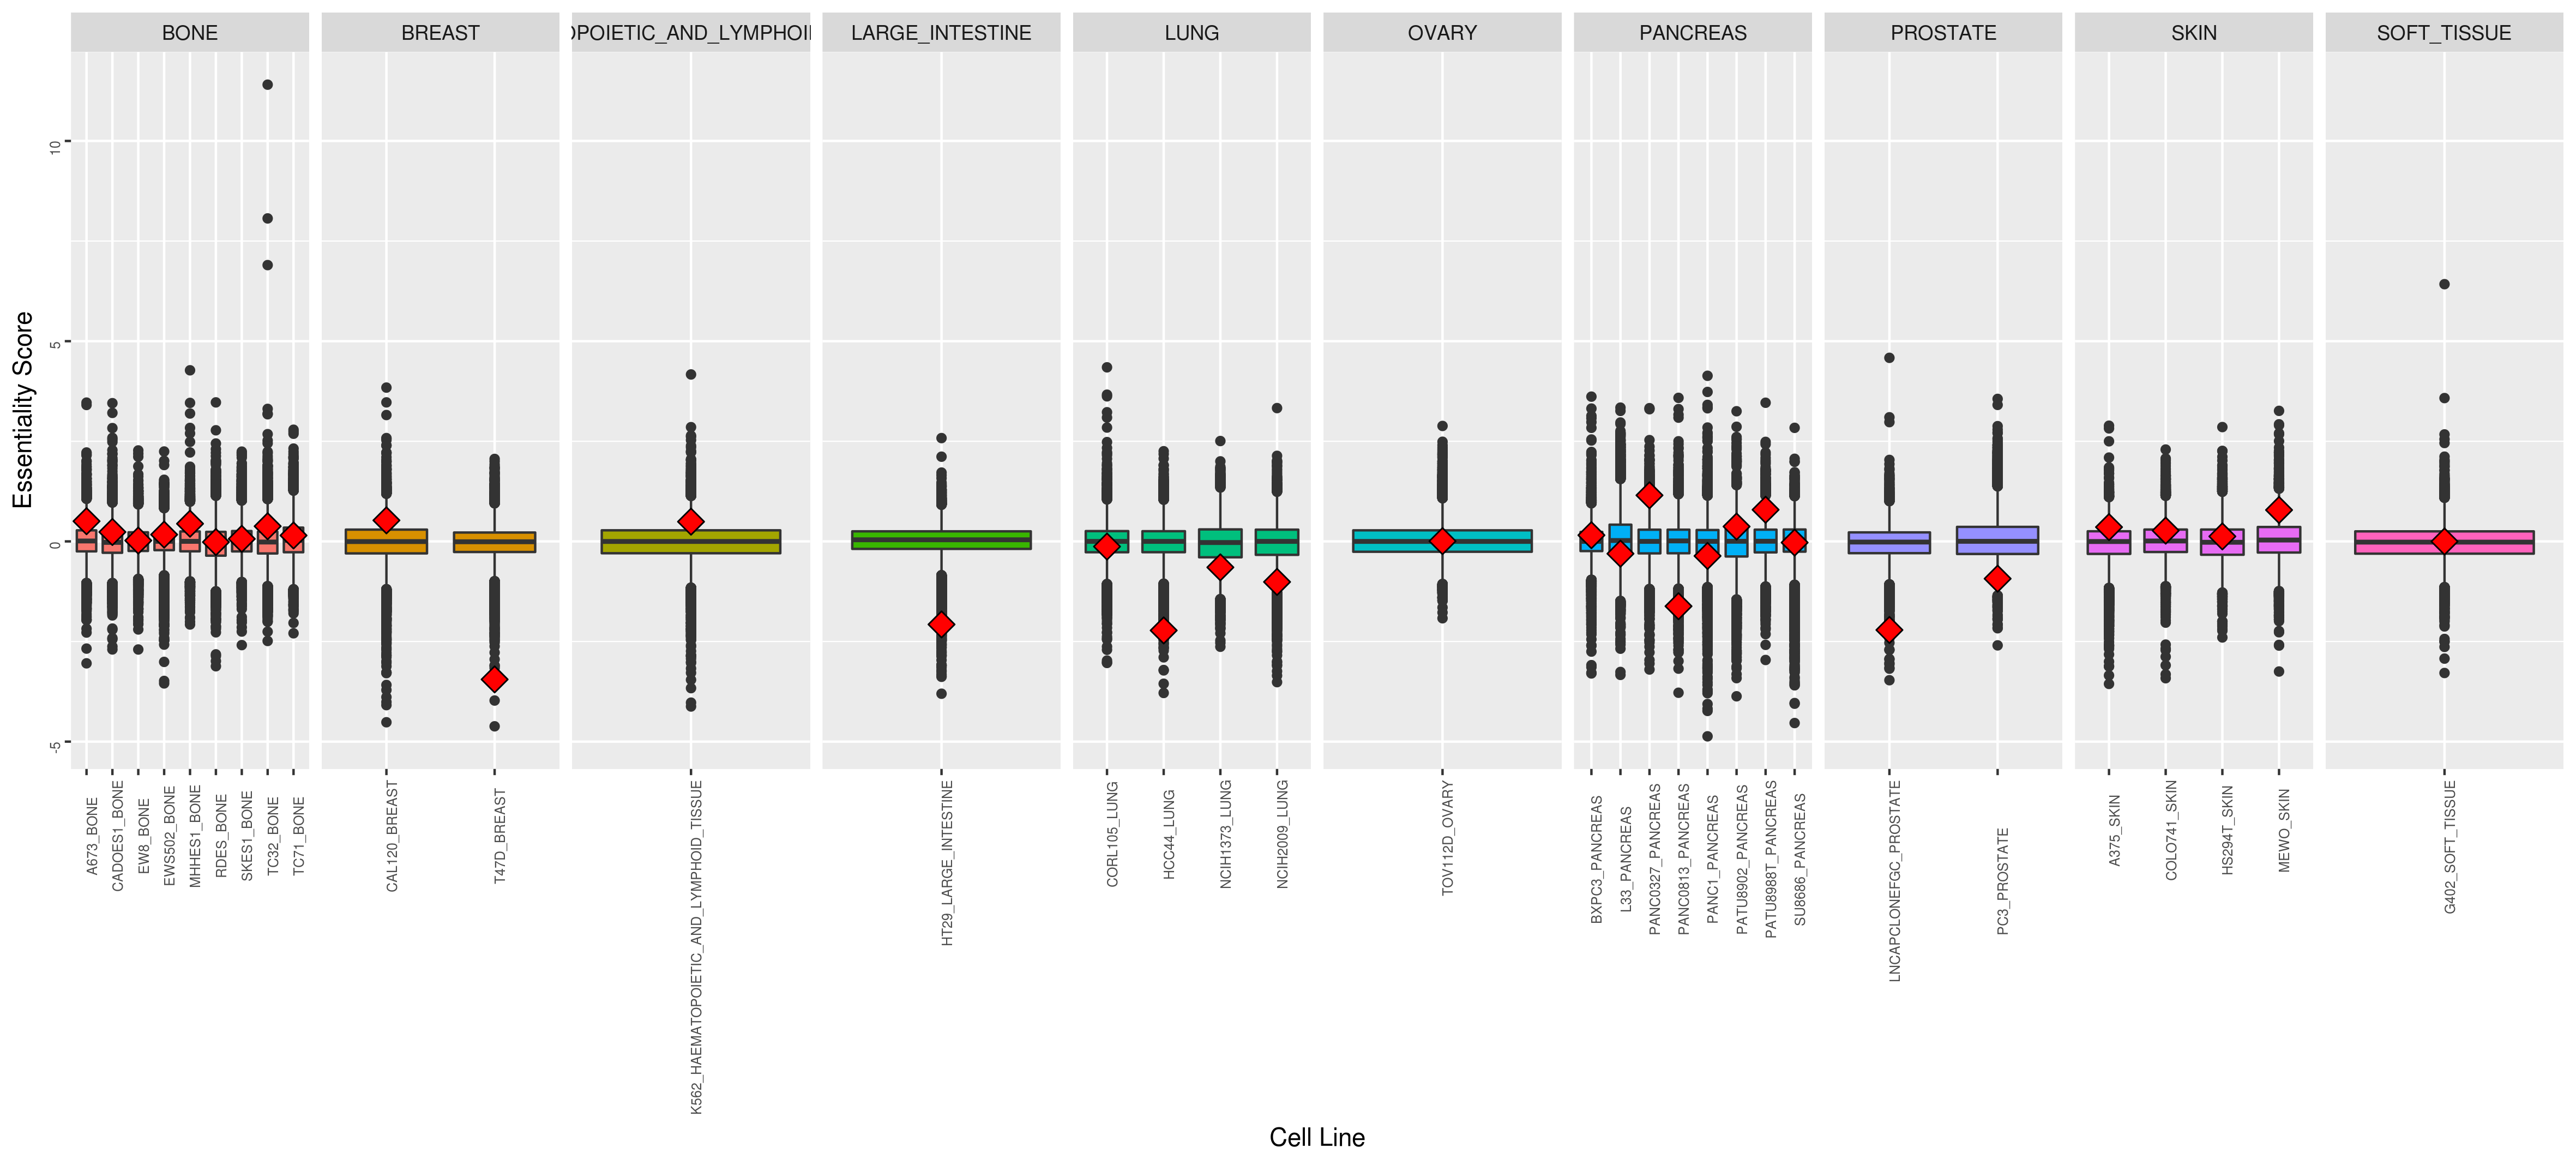 BONE
BREAST
OPOIETIC_AND_LYMPHOI
LARGE_INTESTINE
LUNG
OVARY
PANCREAS
PROSTATE
SKIN
SOFT_TISSUE
Essentiality Score
10
5
0
-5
A673_BONE
CADOES1_BONE
EW8_BONE
EWS502_BONE
MHHES1_BONE
RDES_BONE
SKES1_BONE
TC32_BONE
TC71_BONE
CAL120_BREAST
T47D_BREAST
K562_HAEMATOPOIETIC_AND_LYMPHOID_TISSUE
HT29_LARGE_INTESTINE
CORL105_LUNG
HCC44_LUNG
NCIH1373_LUNG
NCIH2009_LUNG
TOV112D_OVARY
BXPC3_PANCREAS
L33_PANCREAS
PANC0327_PANCREAS
PANC0813_PANCREAS
PANC1_PANCREAS
PATU8902_PANCREAS
PATU8988T_PANCREAS
SU8686_PANCREAS
LNCAPCLONEFGC_PROSTATE
PC3_PROSTATE
A375_SKIN
COLO741_SKIN
HS294T_SKIN
MEWO_SKIN
G402_SOFT_TISSUE
Cell Line